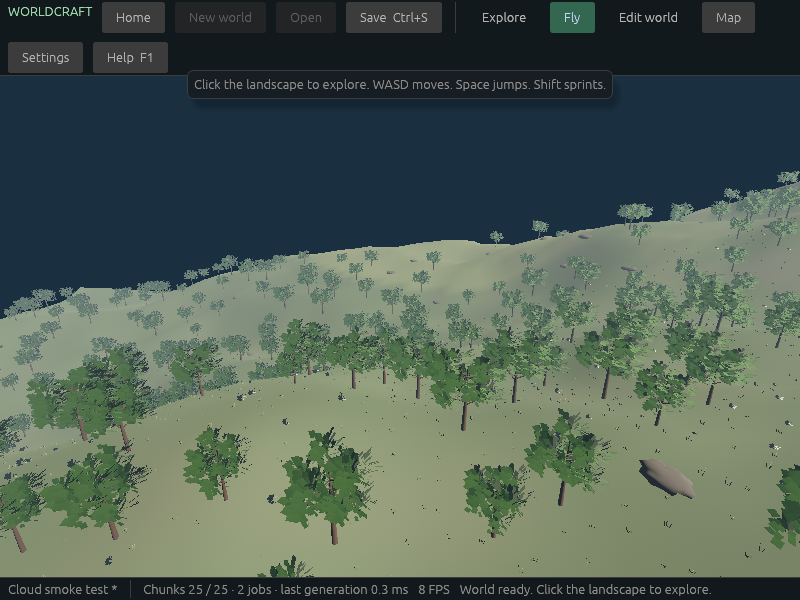 WORLDCRAFT Home New world Open Save Ctrl+S Explore Fly Edit world Map
Settings Help F1
Click the landscape to explore. WASD moves. Space jumps. Shift sprints.
Cloud smoke test * Chunks 25 / 25 · 2 jobs · last generation 0.3 ms 8 FPS World ready. Click the landscape to explore.